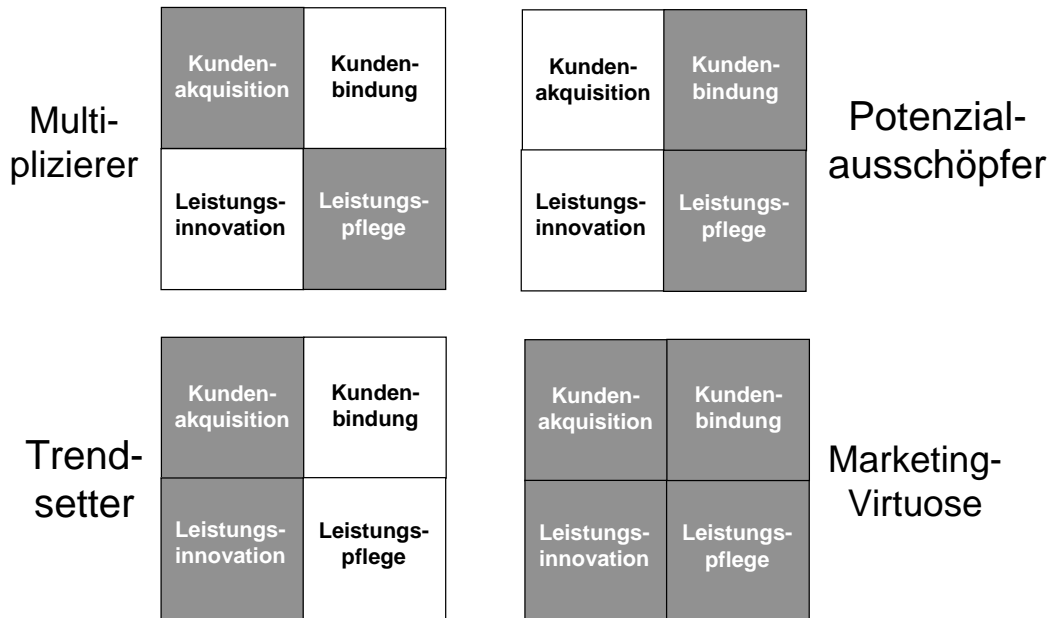 Multi-
plizierer
Kunden-
akquisition
Kunden-
bindung
Leistungs-
innovation
Leistungs-
pflege
Kunden-
akquisition
Kunden-
bindung
Leistungs-
innovation
Leistungs-
pflege
Potenzial-
ausschöpfer
Trend-
setter
Kunden-
akquisition
Kunden-
bindung
Leistungs-
innovation
Leistungs-
pflege
Kunden-
akquisition
Kunden-
bindung
Leistungs-
innovation
Leistungs-
pflege
Marketing-
Virtuose